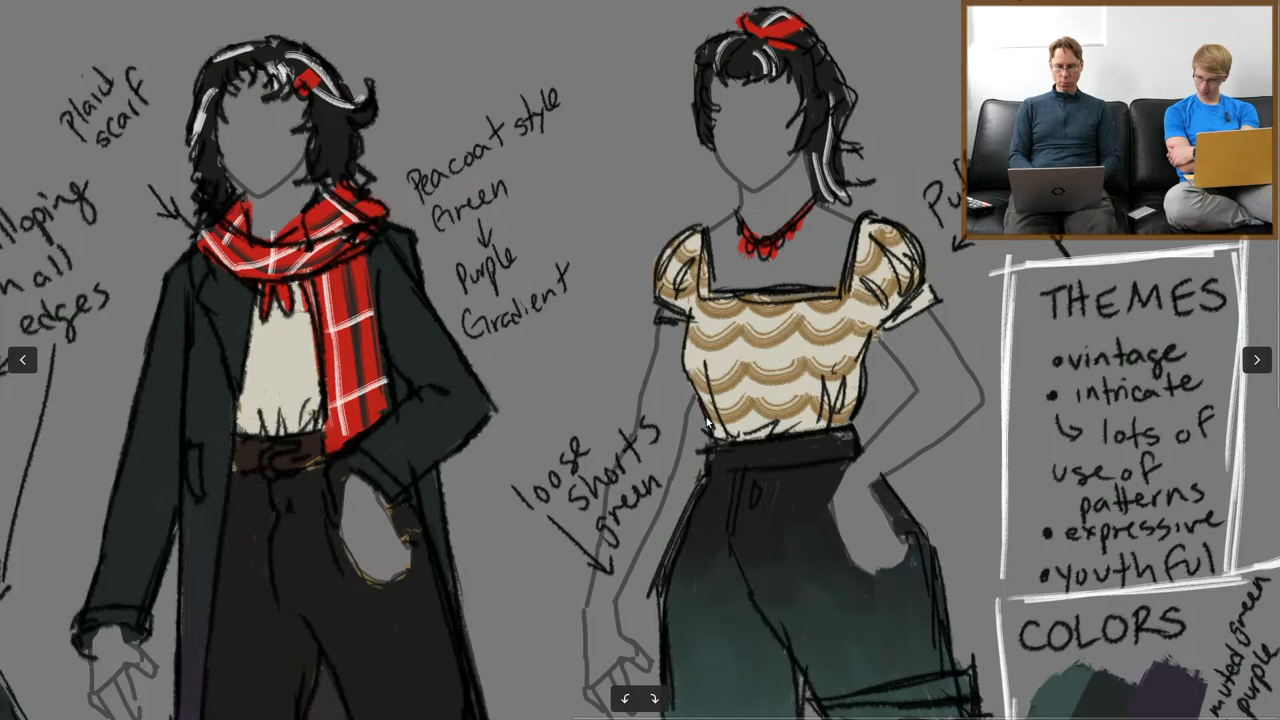 Plaid
scarf
all
edges
Peacoat style
Green
Purple
Gradient
loose
shorts
green
THEMES
•vintage
• intricate
↳ lots of
use of
patterns
• expressive
•youthful
COLORS
muted green
purple